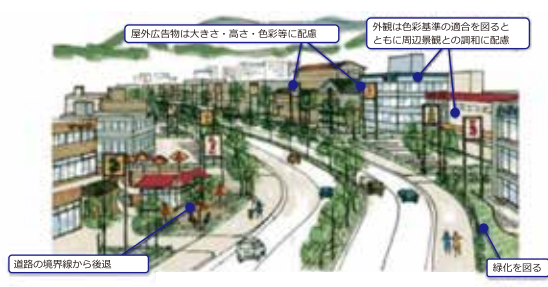 屋外広告物は大きさ・高さ・色彩等に配慮
外観は色彩基準の適合を図ると
ともに周辺景観との調和に配慮
道路の境界線から後退
緑化を図る